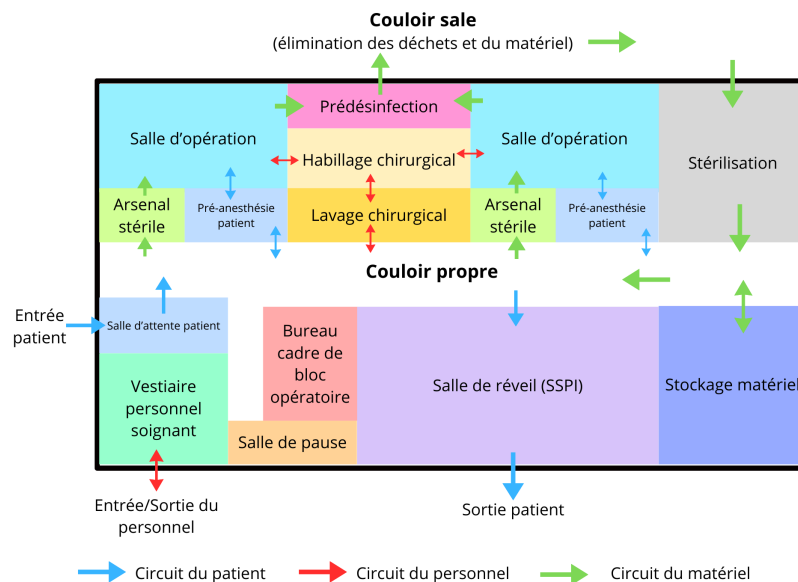 Couloir sale
(élimination des déchets et du matériel)
Prédésinfection
Salle d'opération
Habillage chirurgical
Salle d'opération
Stérilisation
Arsenal
stérile
Pré-anesthésie
patient
Lavage chirurgical
Arsenal
stérile
Pré-anesthésie
patient
Couloir propre
Entrée
patient
Salle d'attente patient
Bureau
cadre de
bloc
opératoire
Vestiaire
personnel
soignant
Salle de réveil (SSPI)
Stockage matériel
Salle de pause
Entrée/Sortie du
personnel
Sortie patient
Circuit du patient
Circuit du personnel
Circuit du matériel